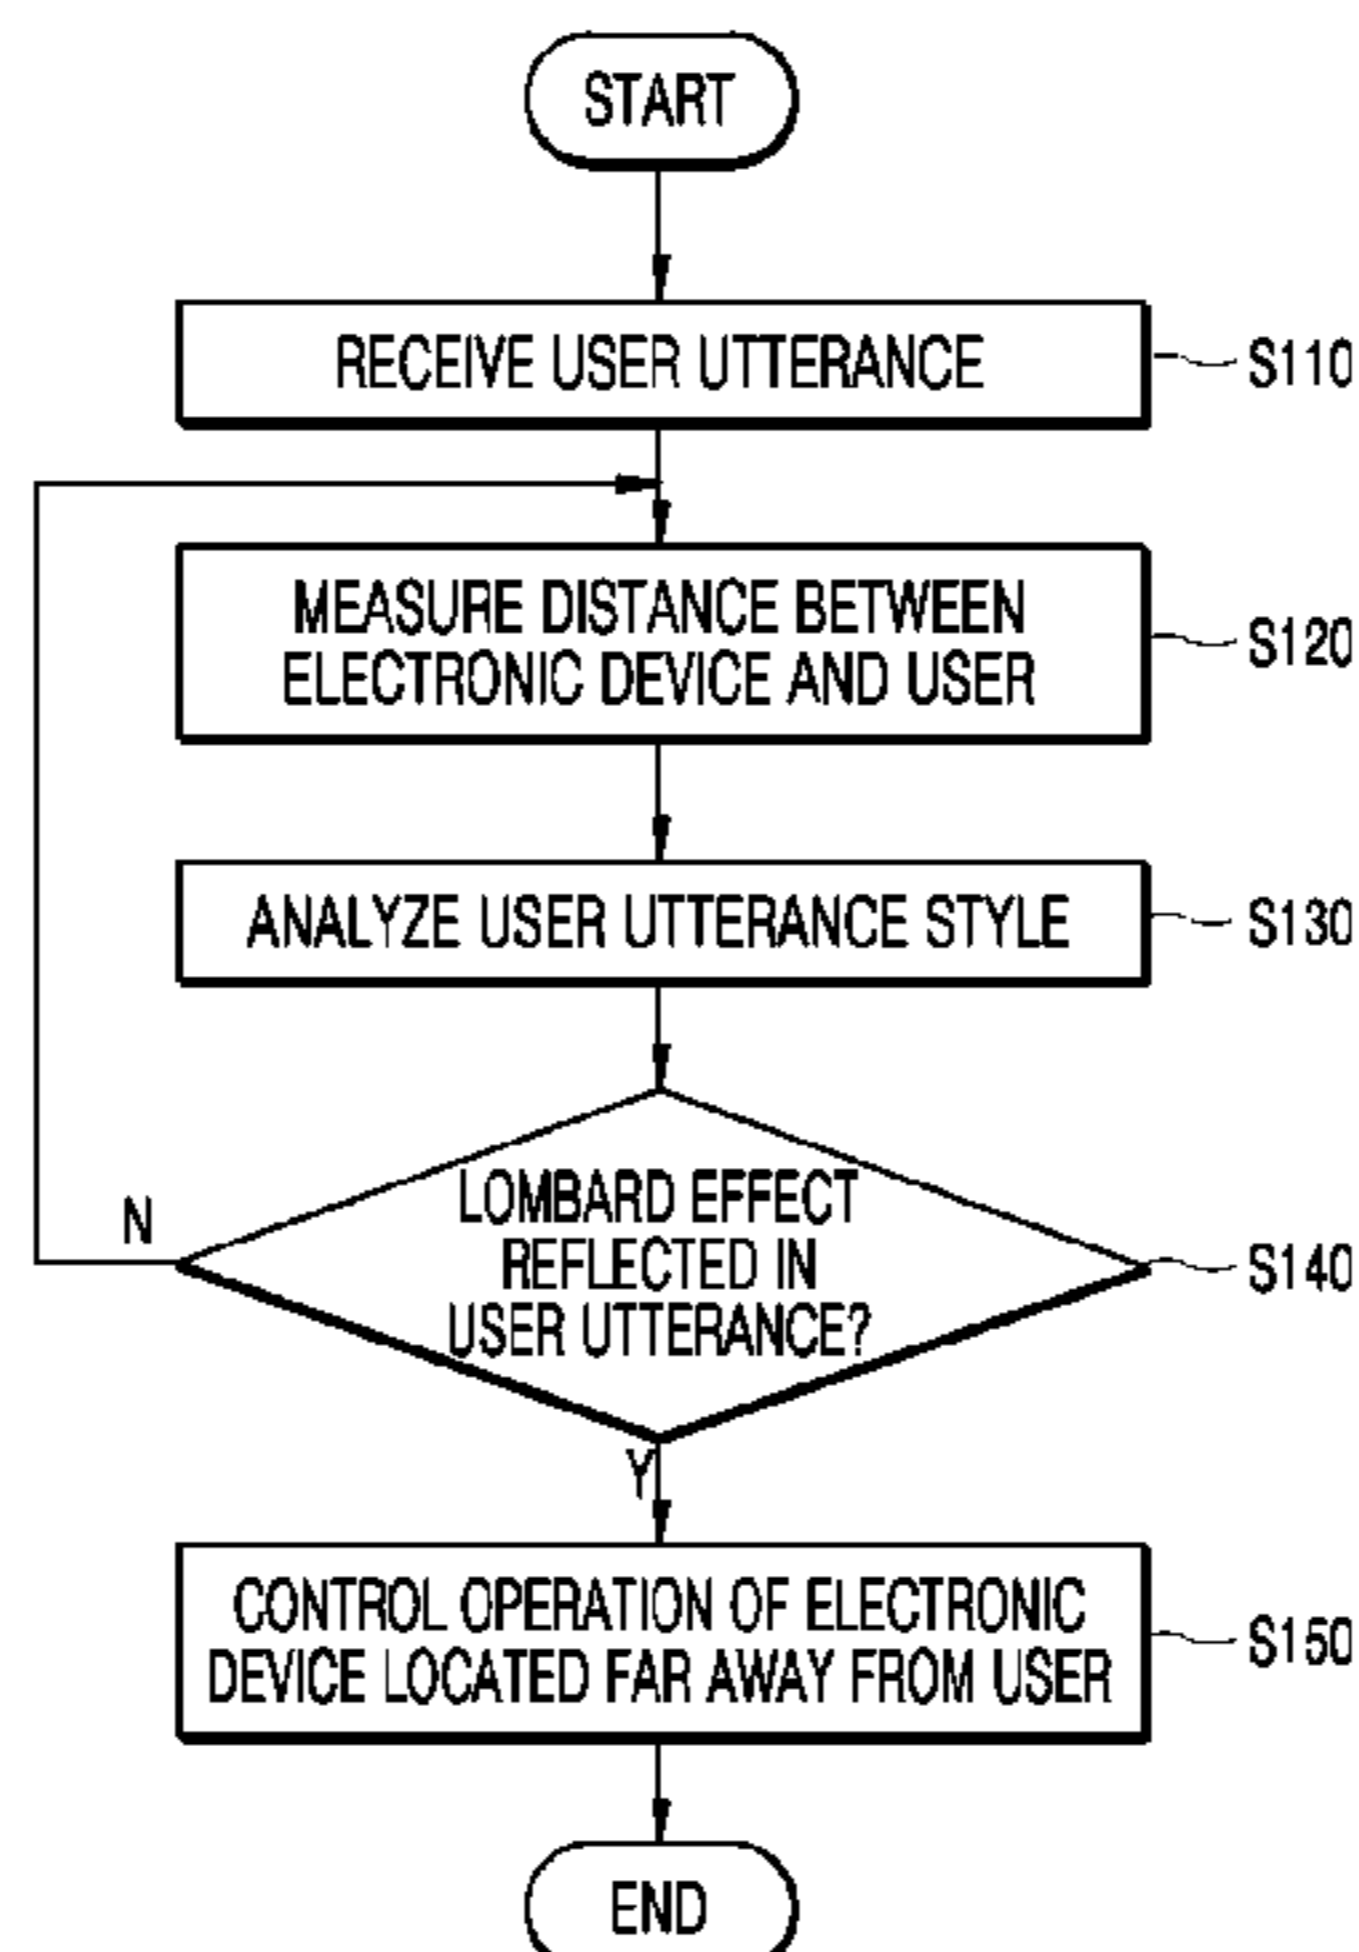 START
RECEIVE USER UTTERANCE
S110
MEASURE DISTANCE BETWEEN
ELECTRONIC DEVICE AND USER
S120
ANALYZE USER UTTERANCE STYLE
S130
LOMBARD EFFECT
REFLECTED IN
USER UTTERANCE?
S140
N
Y
CONTROL OPERATION OF ELECTRONIC
DEVICE LOCATED FAR AWAY FROM USER
S150
END